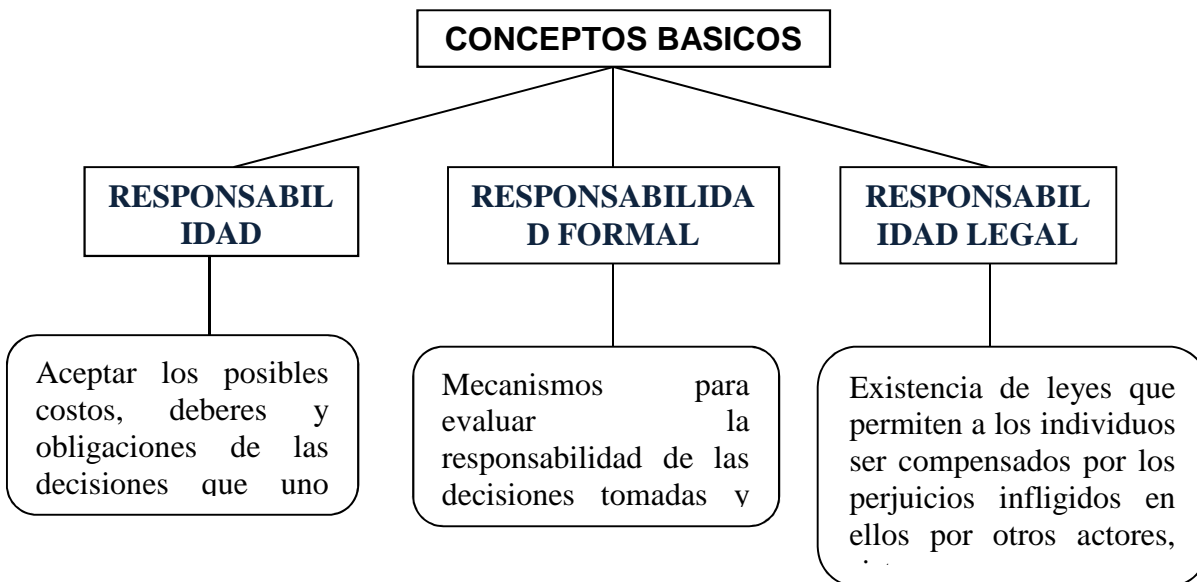 CONCEPTOS BASICOS
RESPONSABIL
IDAD
RESPONSABILIDA
D FORMAL
RESPONSABIL
IDAD LEGAL
Aceptar los posibles
costos, deberes y
obligaciones de las
decisiones que uno
Mecanismos para
evaluar la
responsabilidad de las
decisiones tomadas y
Existencia de leyes que
permiten a los individuos
ser compensados por los
perjuicios infligidos en
ellos por otros actores,